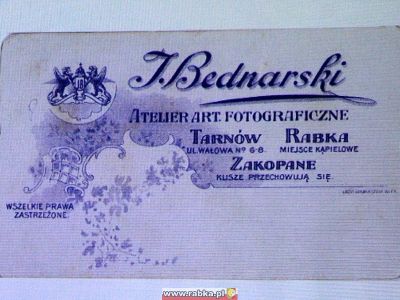 J. Bednarski
ATELIER ART. FOTOGRAFICZNE
TARNÓW RABKA
UL. WAŁOWA Nº 6-8. MIEJSCE KĄPIELOWE
ZAKOPANE
KLISZE PRZECHOWUJĄ SIĘ.
WSZELKIE PRAWA
ZASTRZEŻONE.
www.rabka.pl